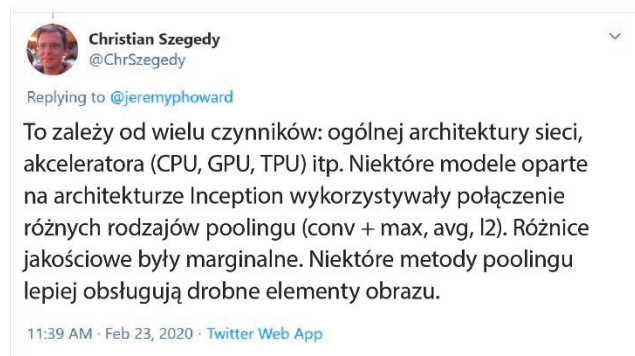 Christian Szegedy
@ChrSzegedy
Replying to @jeremyphoward
To zależy od wielu czynników: ogólnej architektury sieci,
akceleratora (CPU, GPU, TPU) itp. Niektóre modele oparte
na architekturze Inception wykorzystywały połączenie
różnych rodzajów poolingu (conv + max, avg, l2). Różnice
jakościowe były marginalne. Niektóre metody poolingu
lepiej obsługują drobne elementy obrazu.
11:39 AM · Feb 23, 2020 · Twitter Web App